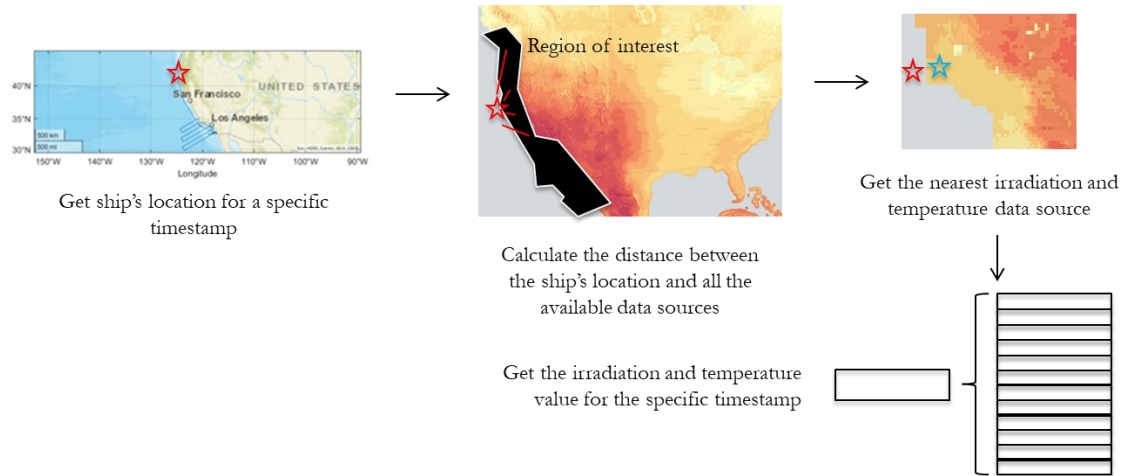 Region of interest
40°N
35°N
30°N
UNITED STATES
San Francisco
Los Angeles
500 km
500 mi
150°W 140°W 130°W 120°W 110°W 100°W 90°W
Longitude
Get ship's location for a specific
timestamp
Calculate the distance between
the ship's location and all the
available data sources
Get the nearest irradiation and
temperature data source
Get the irradiation and temperature
value for the specific timestamp